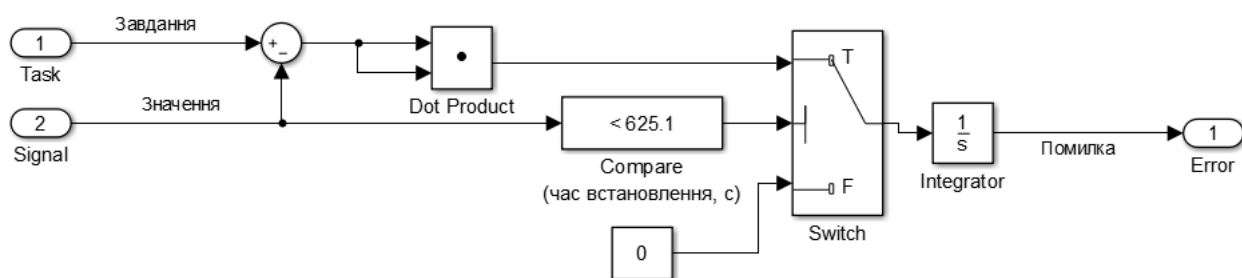 Завдання
1
Task
+
−
Dot Product
Значення
2
Signal
< 625.1
Compare
(час встановлення, с)
0
T
F
Switch
1
s
Integrator
Помилка
1
Error